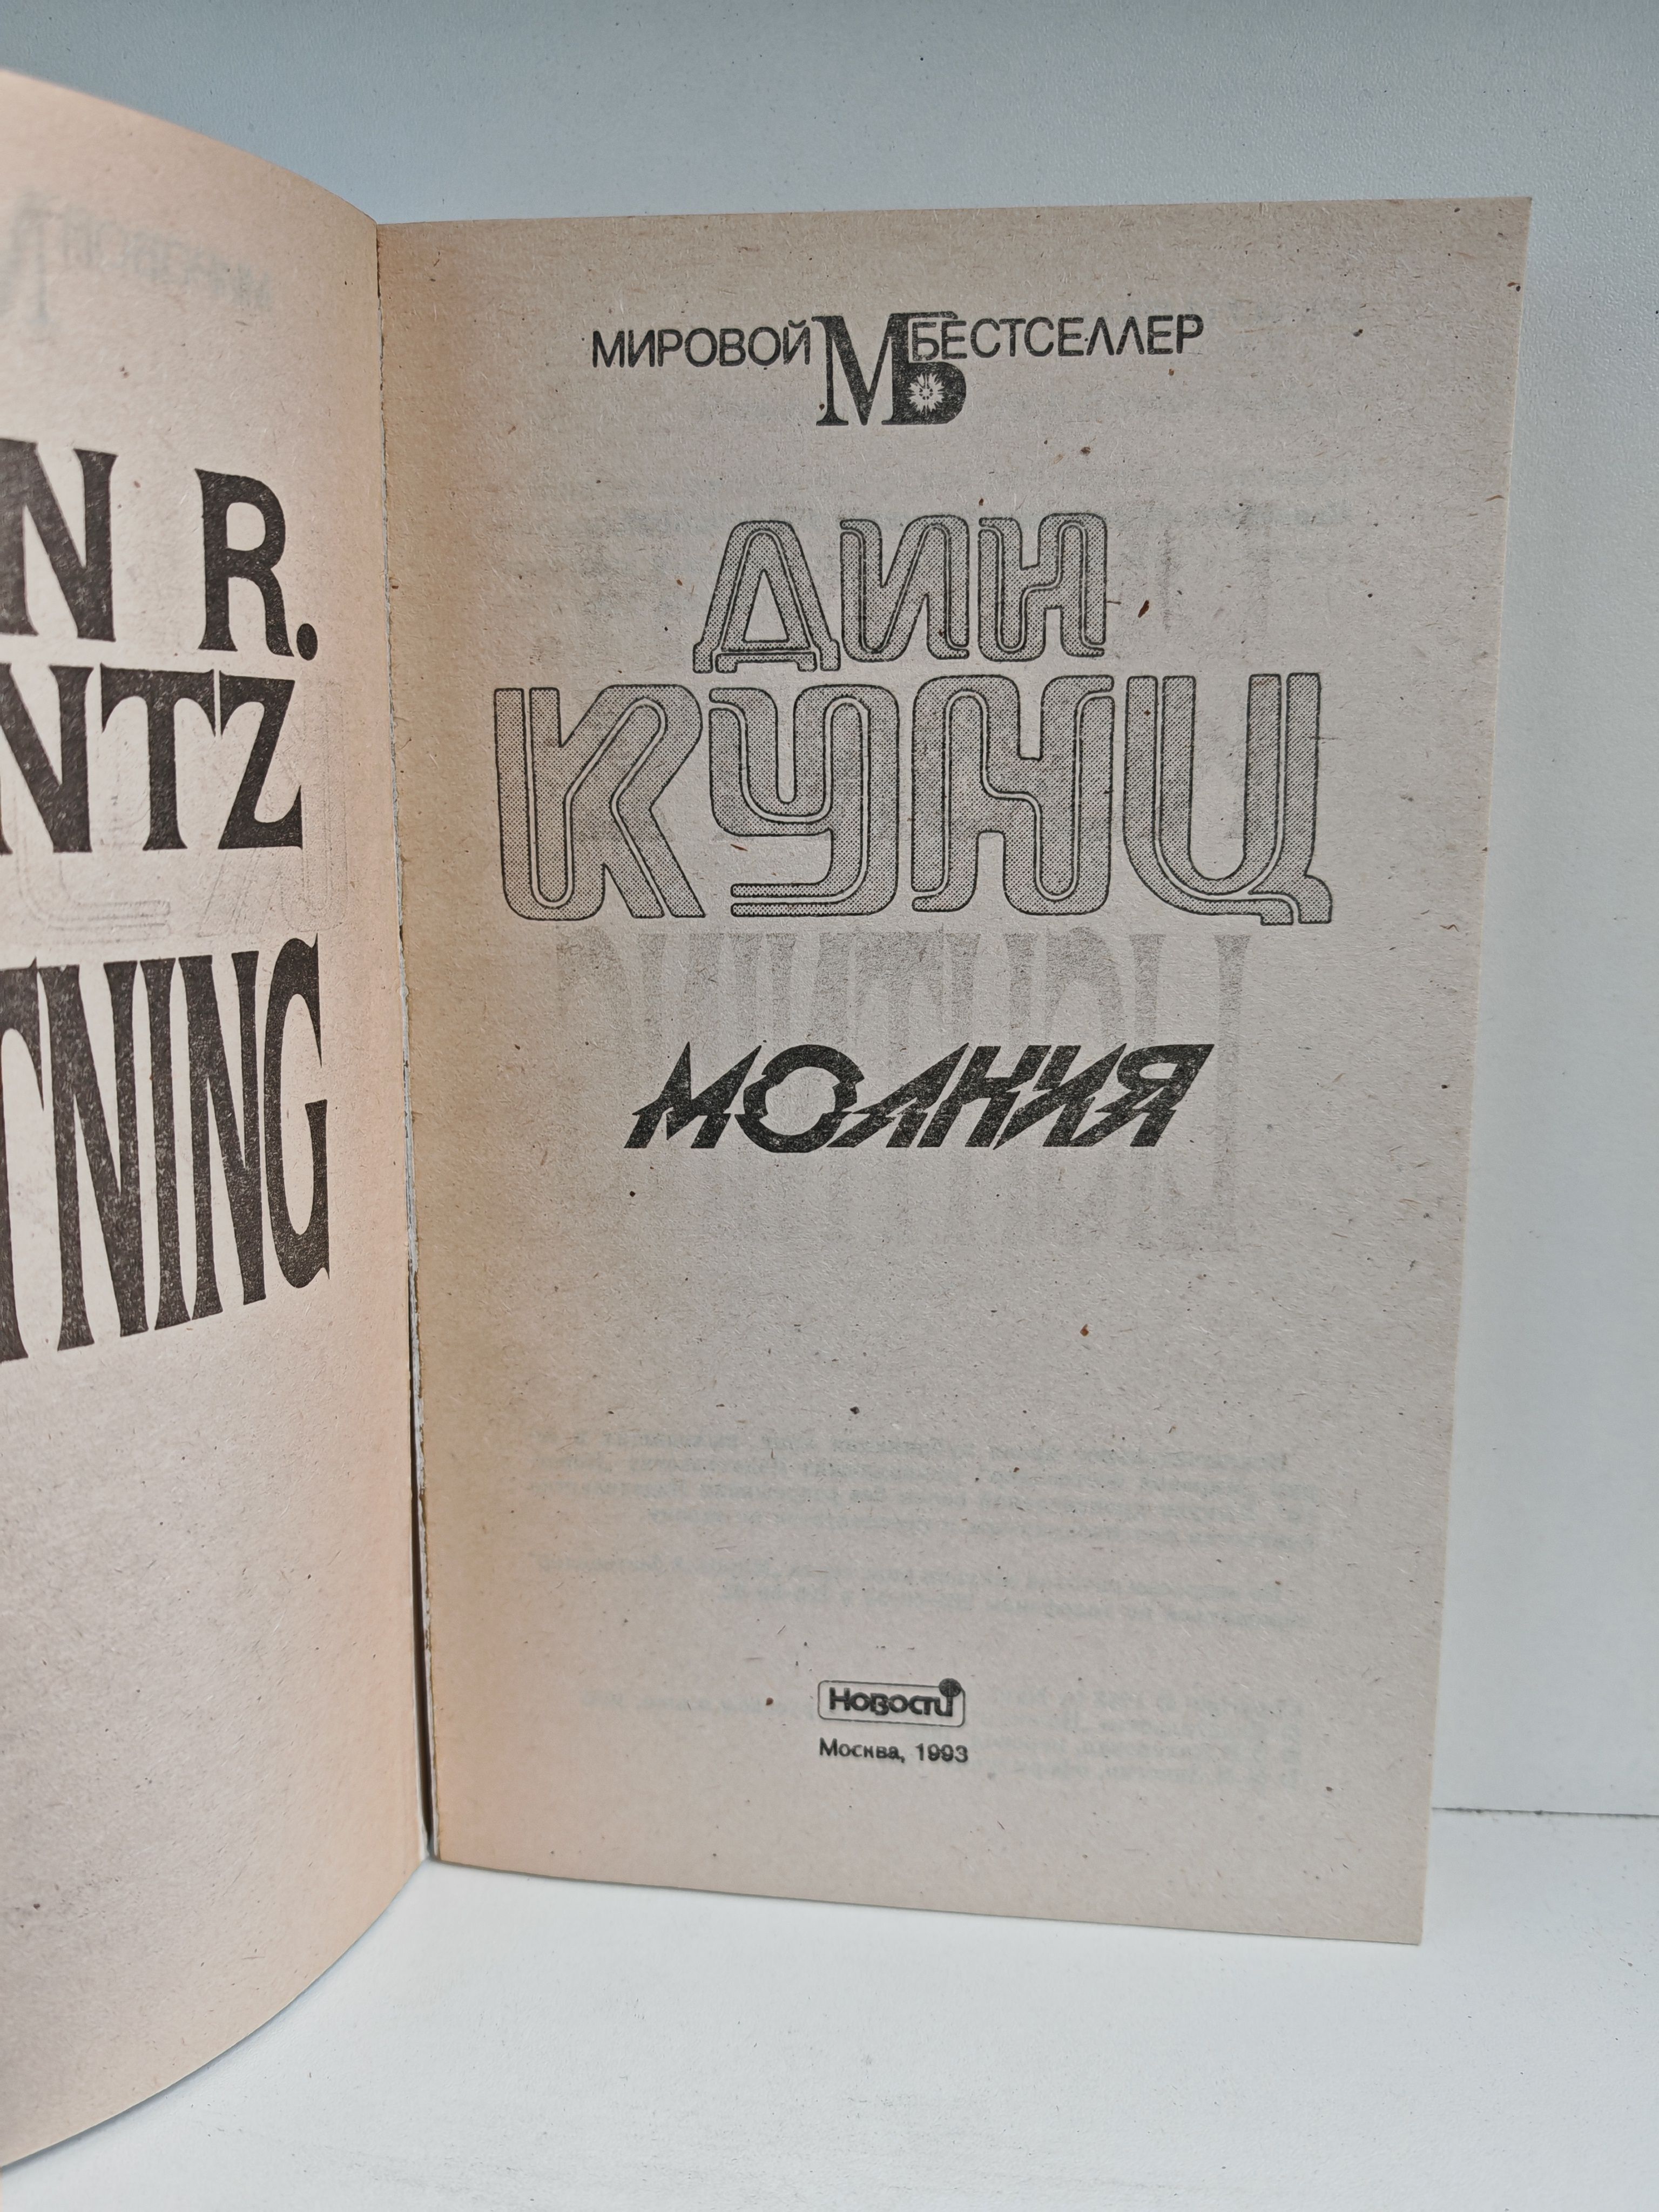 N R.
NTZ
TNING
МИРОВОЙ МБ БЕСТСЕЛЛЕР
ДИН
КУНЦ
МОЛНИЯ
Новости
Москва, 1993